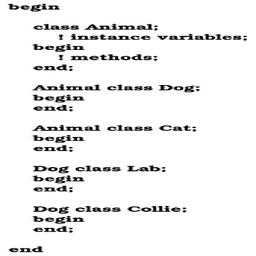 begin
class Animal;
! instance variables;
begin
! methods;
end;
Animal class Dog;
begin
end;
Animal class Cat;
begin
end;
Dog class Lab;
begin
end;
Dog class Collie;
begin
end;
end